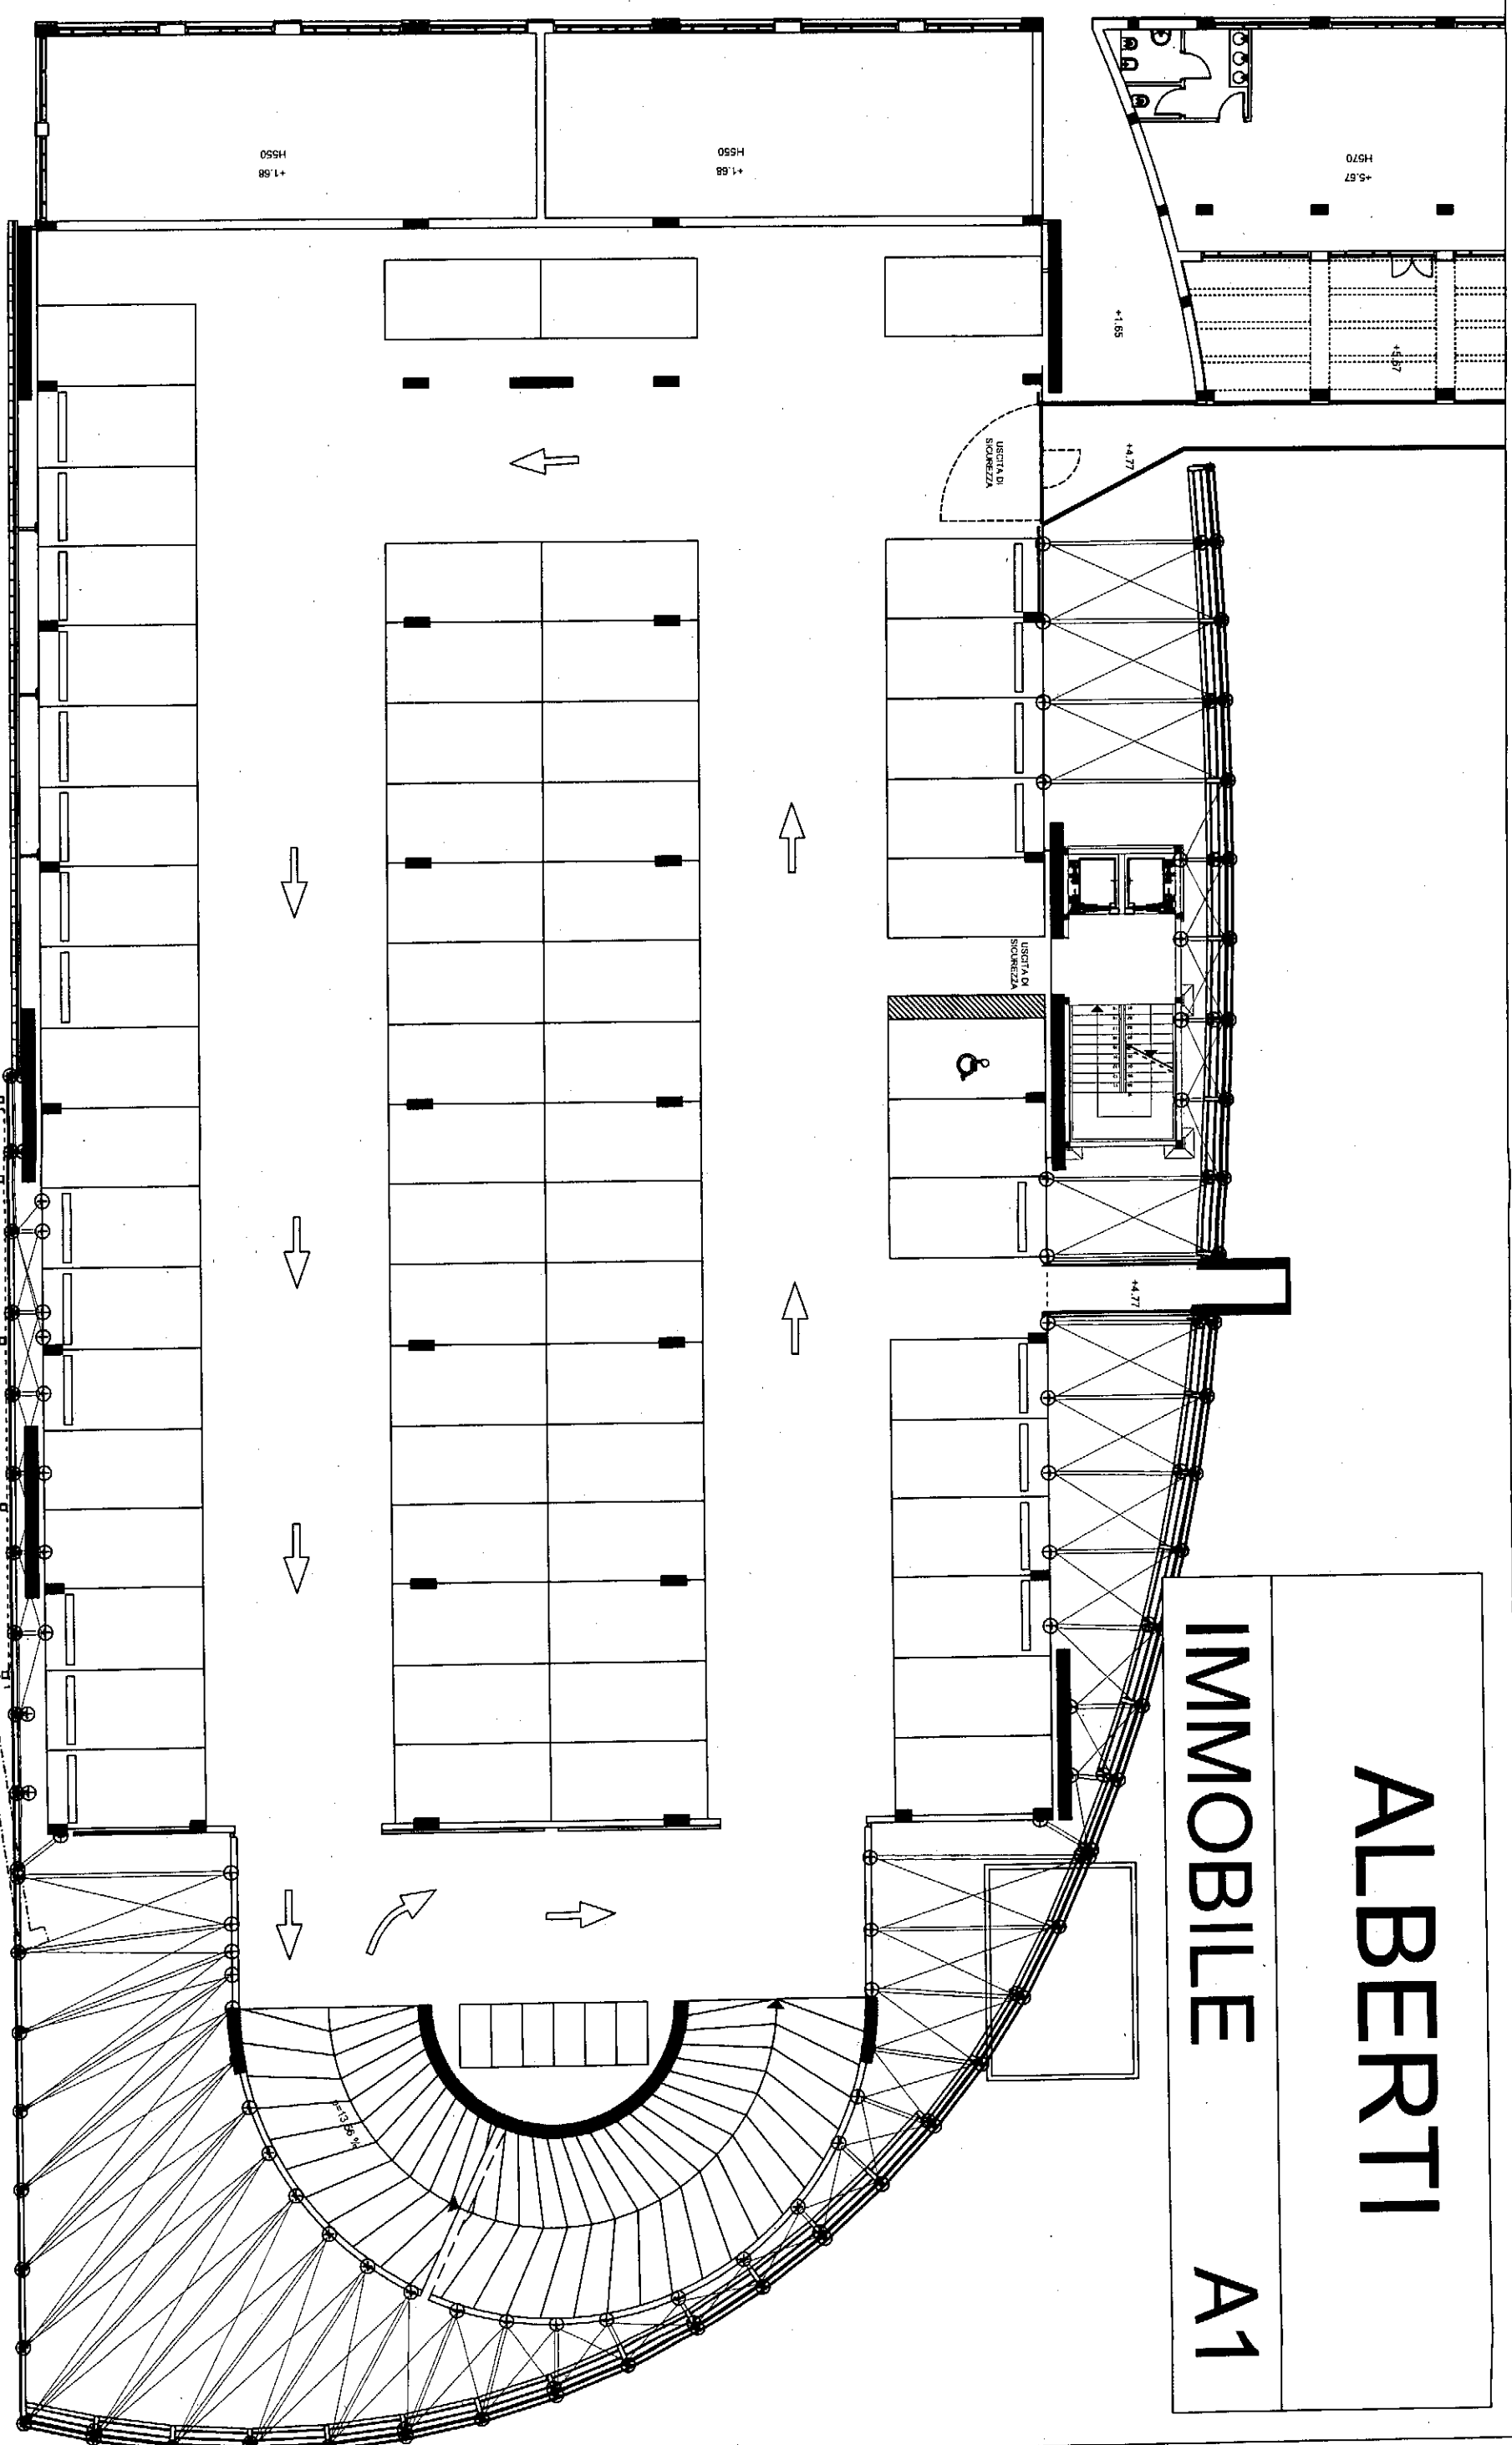 ALBERTI
IMMOBILE A1
H550
+1.68
H550
+1.68
H570
+5.67
+1.65
+5.67
USCITA DI
SICUREZZA
+4.77
USCITA DI
SICUREZZA
+4.77
p=13,56 %